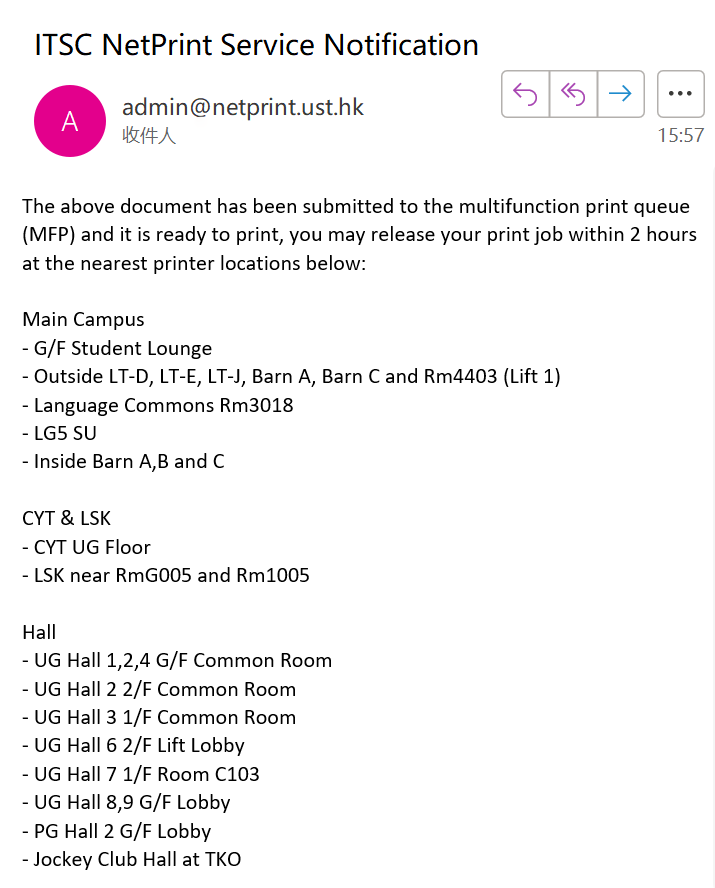 ITSC NetPrint Service Notification
A
admin@netprint.ust.hk
收件人
15:57
The above document has been submitted to the multifunction print queue
(MFP) and it is ready to print, you may release your print job within 2 hours
at the nearest printer locations below:
Main Campus
- G/F Student Lounge
- Outside LT-D, LT-E, LT-J, Barn A, Barn C and Rm4403 (Lift 1)
- Language Commons Rm3018
- LG5 SU
- Inside Barn A,B and C
CYT & LSK
- CYT UG Floor
- LSK near RmG005 and Rm1005
Hall
- UG Hall 1,2,4 G/F Common Room
- UG Hall 2 2/F Common Room
- UG Hall 3 1/F Common Room
- UG Hall 6 2/F Lift Lobby
- UG Hall 7 1/F Room C103
- UG Hall 8,9 G/F Lobby
- PG Hall 2 G/F Lobby
- Jockey Club Hall at TKO